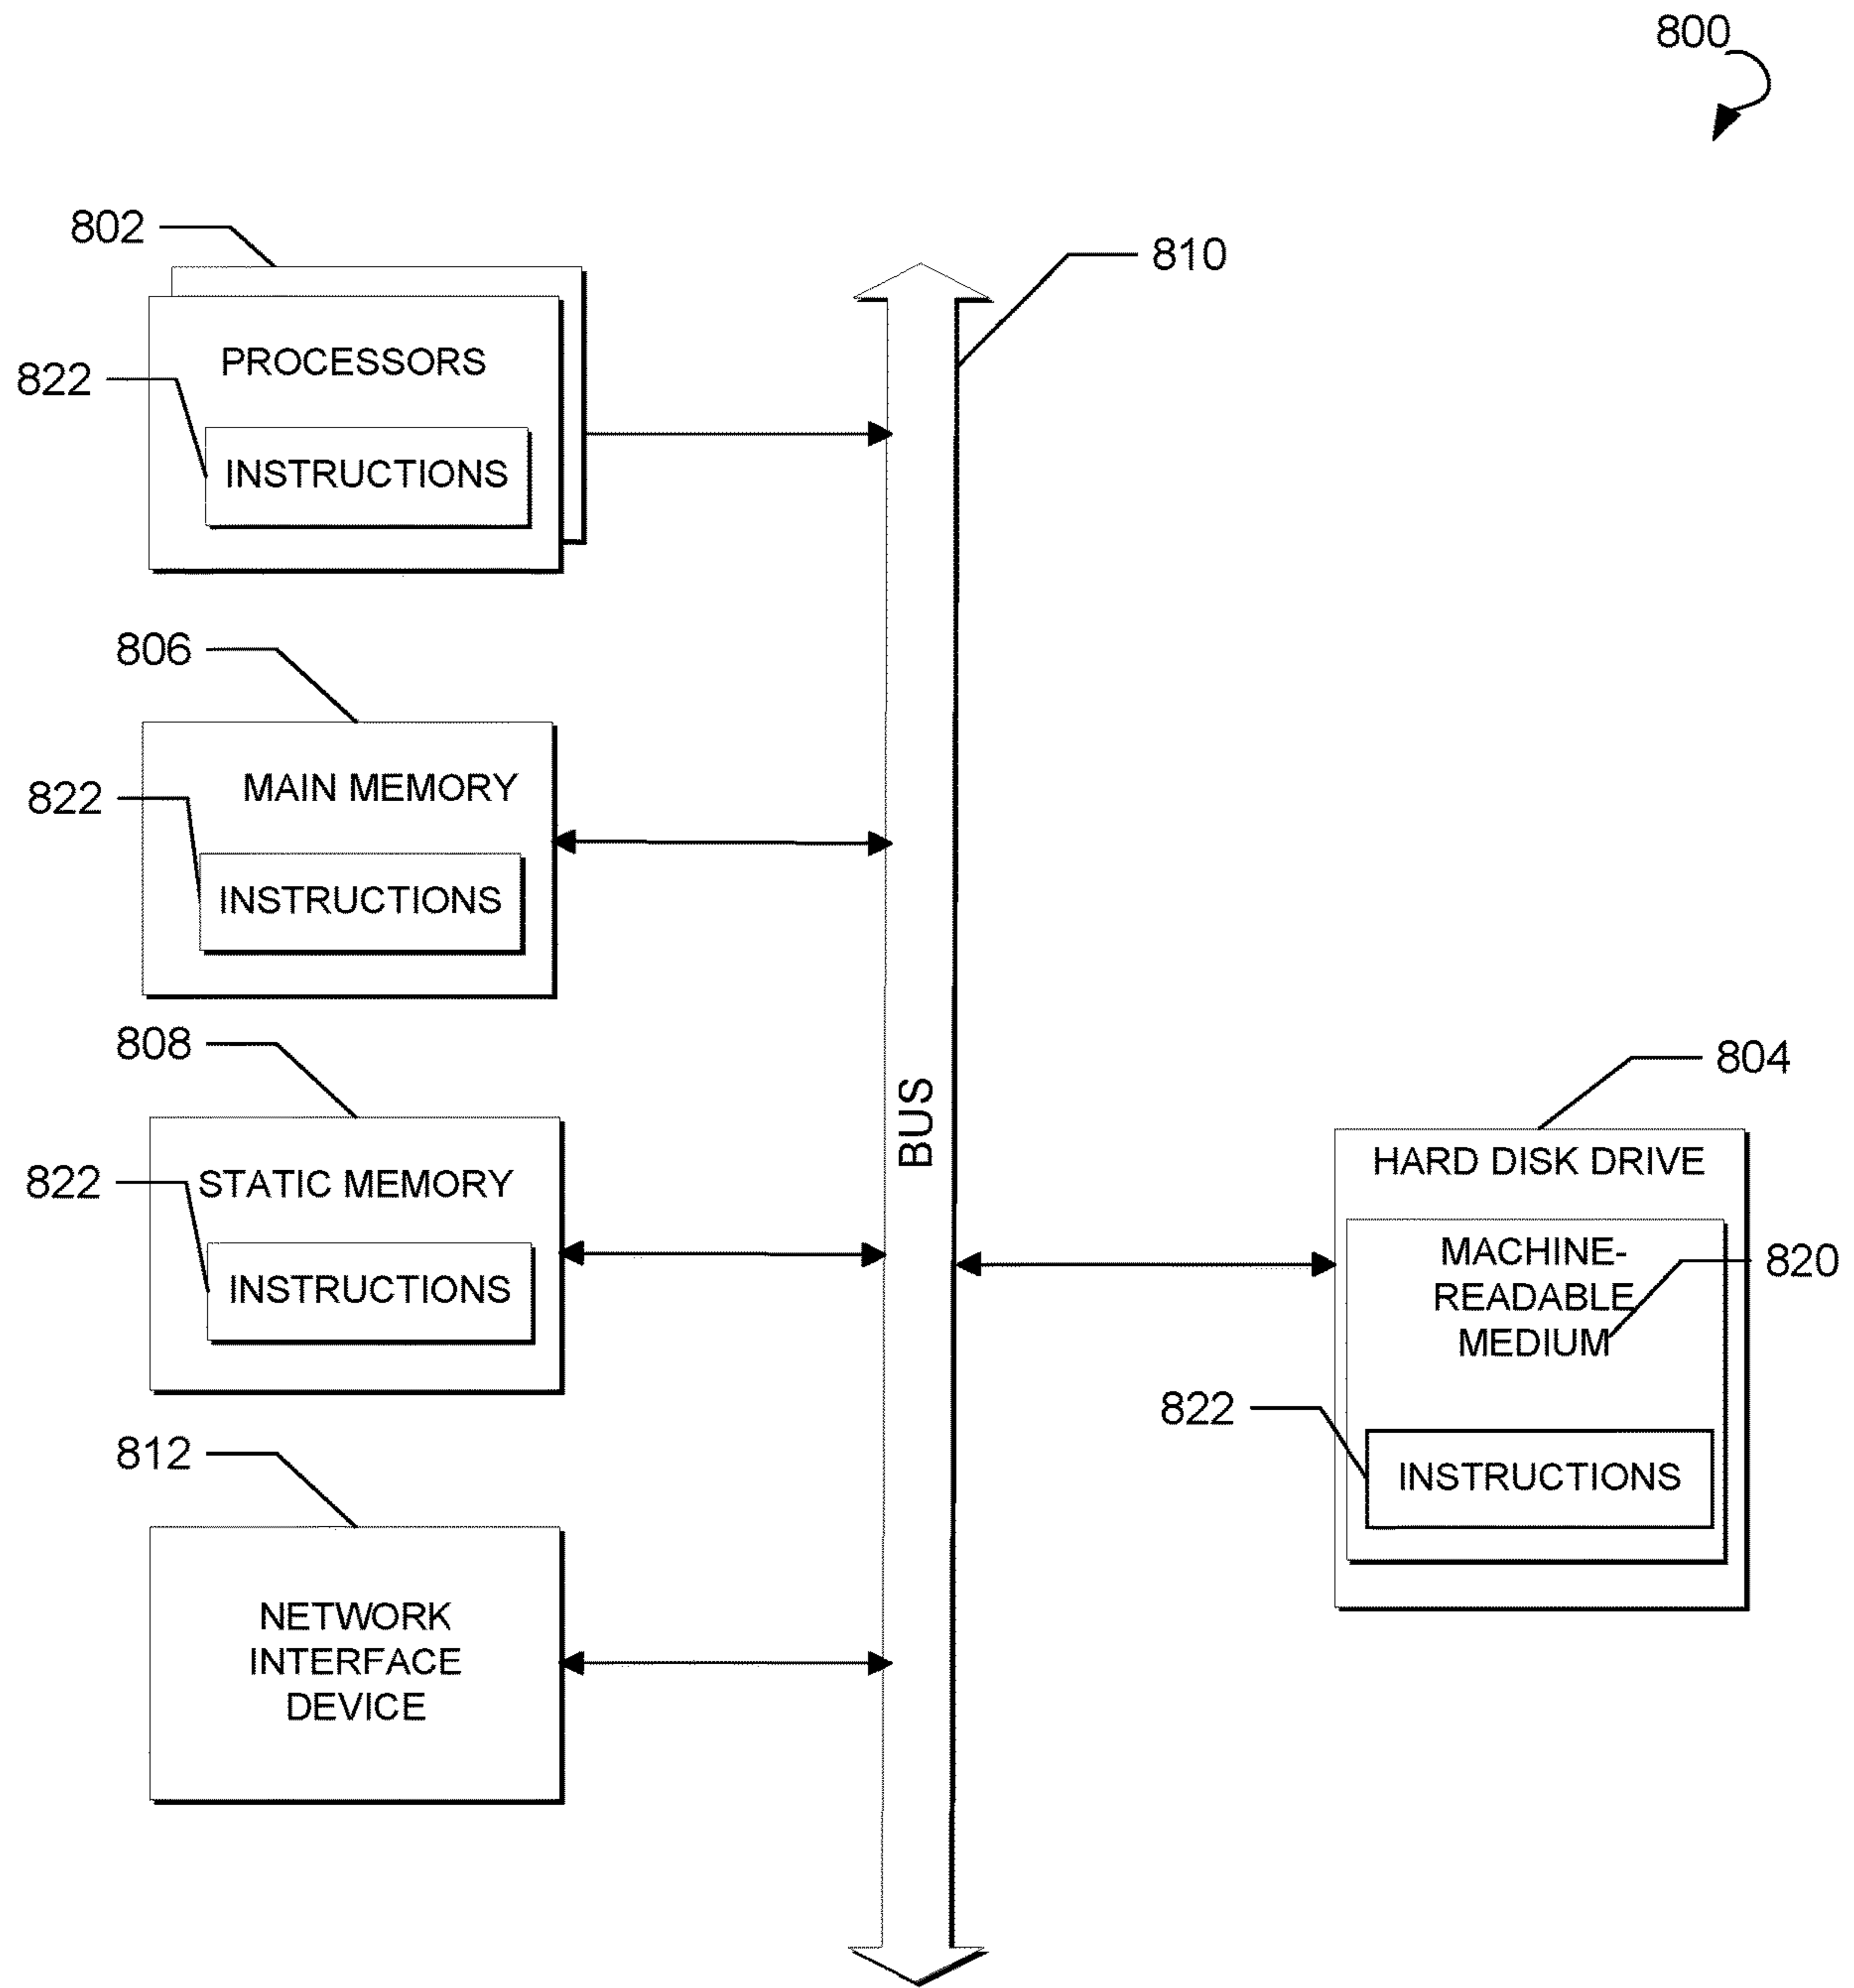 800
802
810
PROCESSORS
822
INSTRUCTIONS
806
MAIN MEMORY
822
INSTRUCTIONS
808
804
BUS
HARD DISK DRIVE
822
STATIC MEMORY
MACHINE-
820
INSTRUCTIONS
READABLE
MEDIUM
822
812
INSTRUCTIONS
NETWORK
INTERFACE
DEVICE